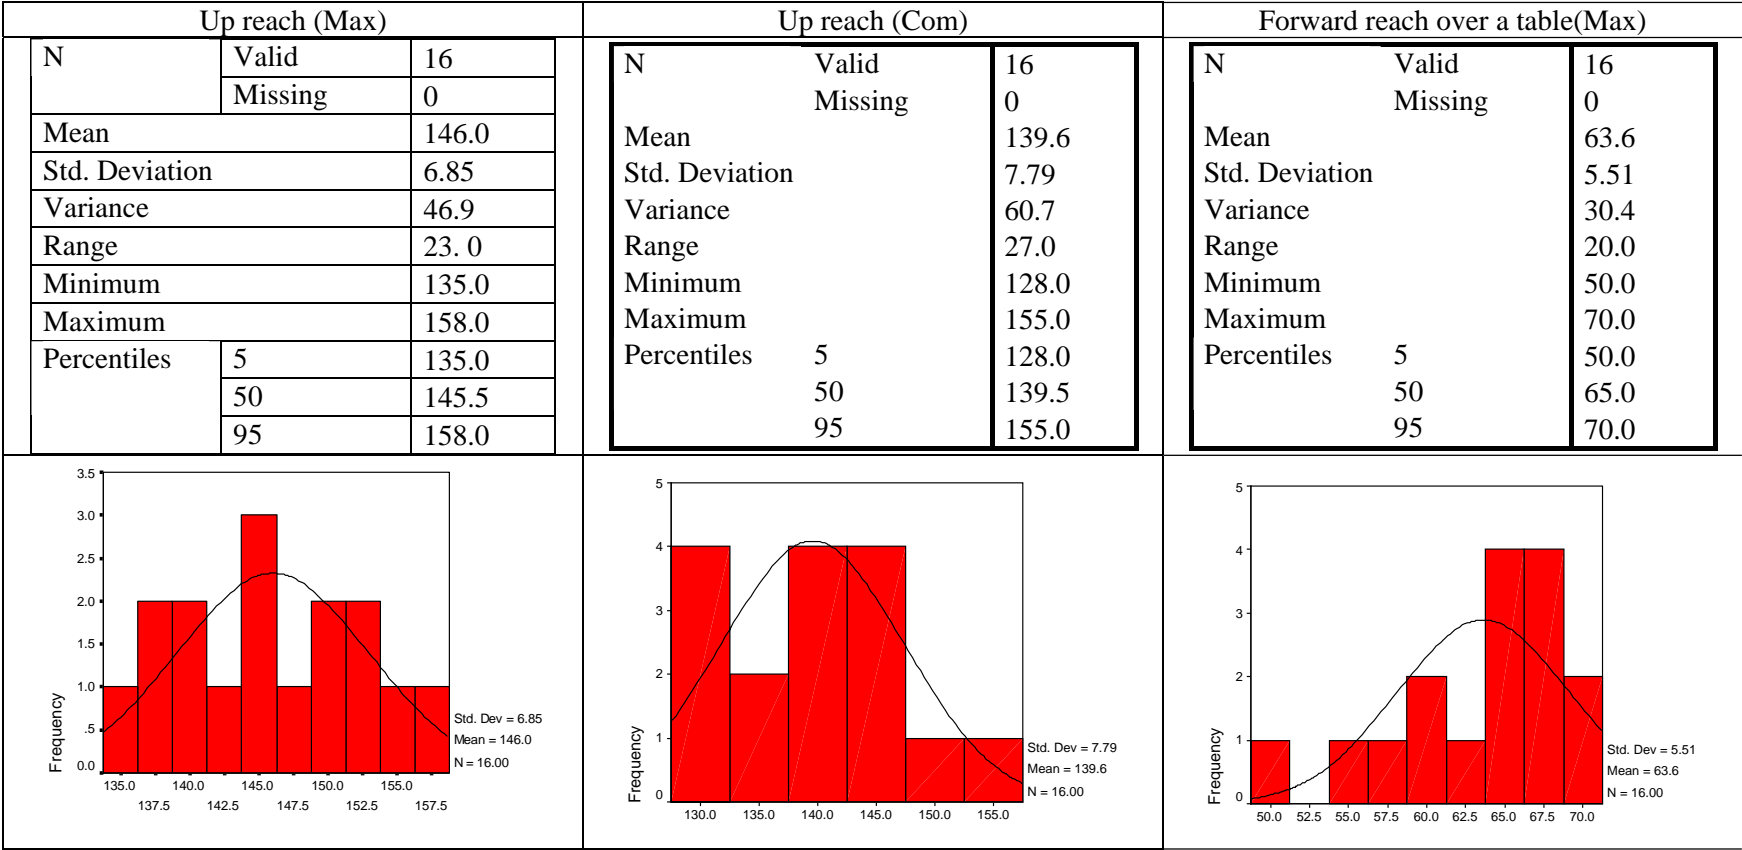 Up reach (Max)
N Valid 16
Missing 0
Mean 146.0
Std. Deviation 6.85
Variance 46.9
Range 23. 0
Minimum 135.0
Maximum 158.0
Percentiles 5 135.0
50 145.5
95 158.0
Up reach (Com)
N Valid 16
Missing 0
Mean 139.6
Std. Deviation 7.79
Variance 60.7
Range 27.0
Minimum 128.0
Maximum 155.0
Percentiles 5 128.0
50 139.5
95 155.0
Forward reach over a table(Max)
N Valid 16
Missing 0
Mean 63.6
Std. Deviation 5.51
Variance 30.4
Range 20.0
Minimum 50.0
Maximum 70.0
Percentiles 5 50.0
50 65.0
95 70.0
3.5
3.0
2.5
2.0
1.5
1.0
.5
0.0
Frequency
135.0 140.0 145.0 150.0 155.0
137.5 142.5 147.5 152.5 157.5
Std. Dev = 6.85
Mean = 146.0
N = 16.00
5
4
3
2
1
0
Frequency
130.0 135.0 140.0 145.0 150.0 155.0
Std. Dev = 7.79
Mean = 139.6
N = 16.00
5
4
3
2
1
0
Frequency
50.0 52.5 55.0 57.5 60.0 62.5 65.0 67.5 70.0
Std. Dev = 5.51
Mean = 63.6
N = 16.00